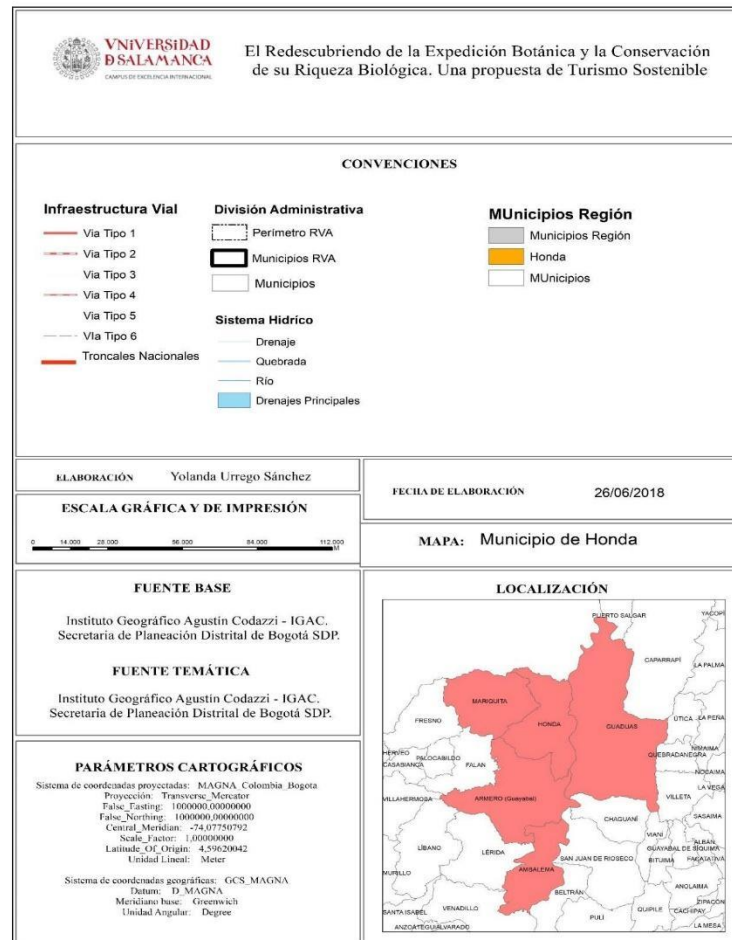 VNiVERSiDAD
D SALAMANCA
CAMPUS DE EXCELENCIA INTERNACIONAL
El Redescubriendo de la Expedición Botánica y la Conservación
de su Riqueza Biológica. Una propuesta de Turismo Sostenible
CONVENCIONES
Infraestructura Vial
Via Tipo 1
Via Tipo 2
Via Tipo 3
Via Tipo 4
Via Tipo 5
VIa Tipo 6
Troncales Nacionales
División Administrativa
Perímetro RVA
Municipios RVA
Municipios
Sistema Hidríco
Drenaje
Quebrada
Río
Drenajes Principales
MUnicipios Región
Municipios Región
Honda
MUnicipios
ELABORACIÓN Yolanda Urrego Sánchez
FECHA DE ELABORACIÓN 26/06/2018
ESCALA GRÁFICA Y DE IMPRESIÓN
0 14.000 28.000 56.000 84.000 112.000
M
MAPA: Municipio de Honda
FUENTE BASE
Instituto Geográfico Agustín Codazzi - IGAC.
Secretaria de Planeación Distrital de Bogotá SDP.
FUENTE TEMÁTICA
Instituto Geográfico Agustín Codazzi - IGAC.
Secretaria de Planeación Distrital de Bogotá SDP.
PARÁMETROS CARTOGRÁFICOS
Sistema de coordenadas proyectadas: MAGNA_Colombia_Bogota
Proyección: Transverse_Mercator
False_Easting: 1000000,00000000
False_Northing: 1000000,00000000
Central_Meridian: -74,07750792
Scale_Factor: 1,00000000
Latitude_Of_Origin: 4,59620042
Unidad Lineal: Meter
Sistema de coordenadas geográficas: GCS_MAGNA
Datum: D_MAGNA
Meridiano base: Greenwich
Unidad Angular: Degree
LOCALIZACIÓN
PUERTO SALGAR
YACOPÍ
CAPARRAPÍ
LA PALMA
MARIQUITA
FRESNO
HONDA
GUADUAS
ÚTICA
LA PEÑA
HERVEO
PALOCABILDO
CASABIANCA
FALAN
NIMAIMA
QUEBRADANEGRA
NOCAIMA
LA VEGA
VILLAHERMOSA
ARMERO (Guayabal)
VILLETA
SASAIMA
CHAGUANÍ
VIANÍ
ALBÁN
LÍBANO
LÉRIDA
GUAYABAL DE SÍQUIMA
SAN JUAN DE RIOSECO
BITUIMA
FACATATIVÁ
MURILLO
AMBALEMA
BELTRÁN
ANOLAIMA
ZIPACÓN
SANTA ISABEL
VENADILLO
PULÍ
QUIPILE
CACHIPAY
LA MESA
ANZOÁTEGUI
ALVARADO